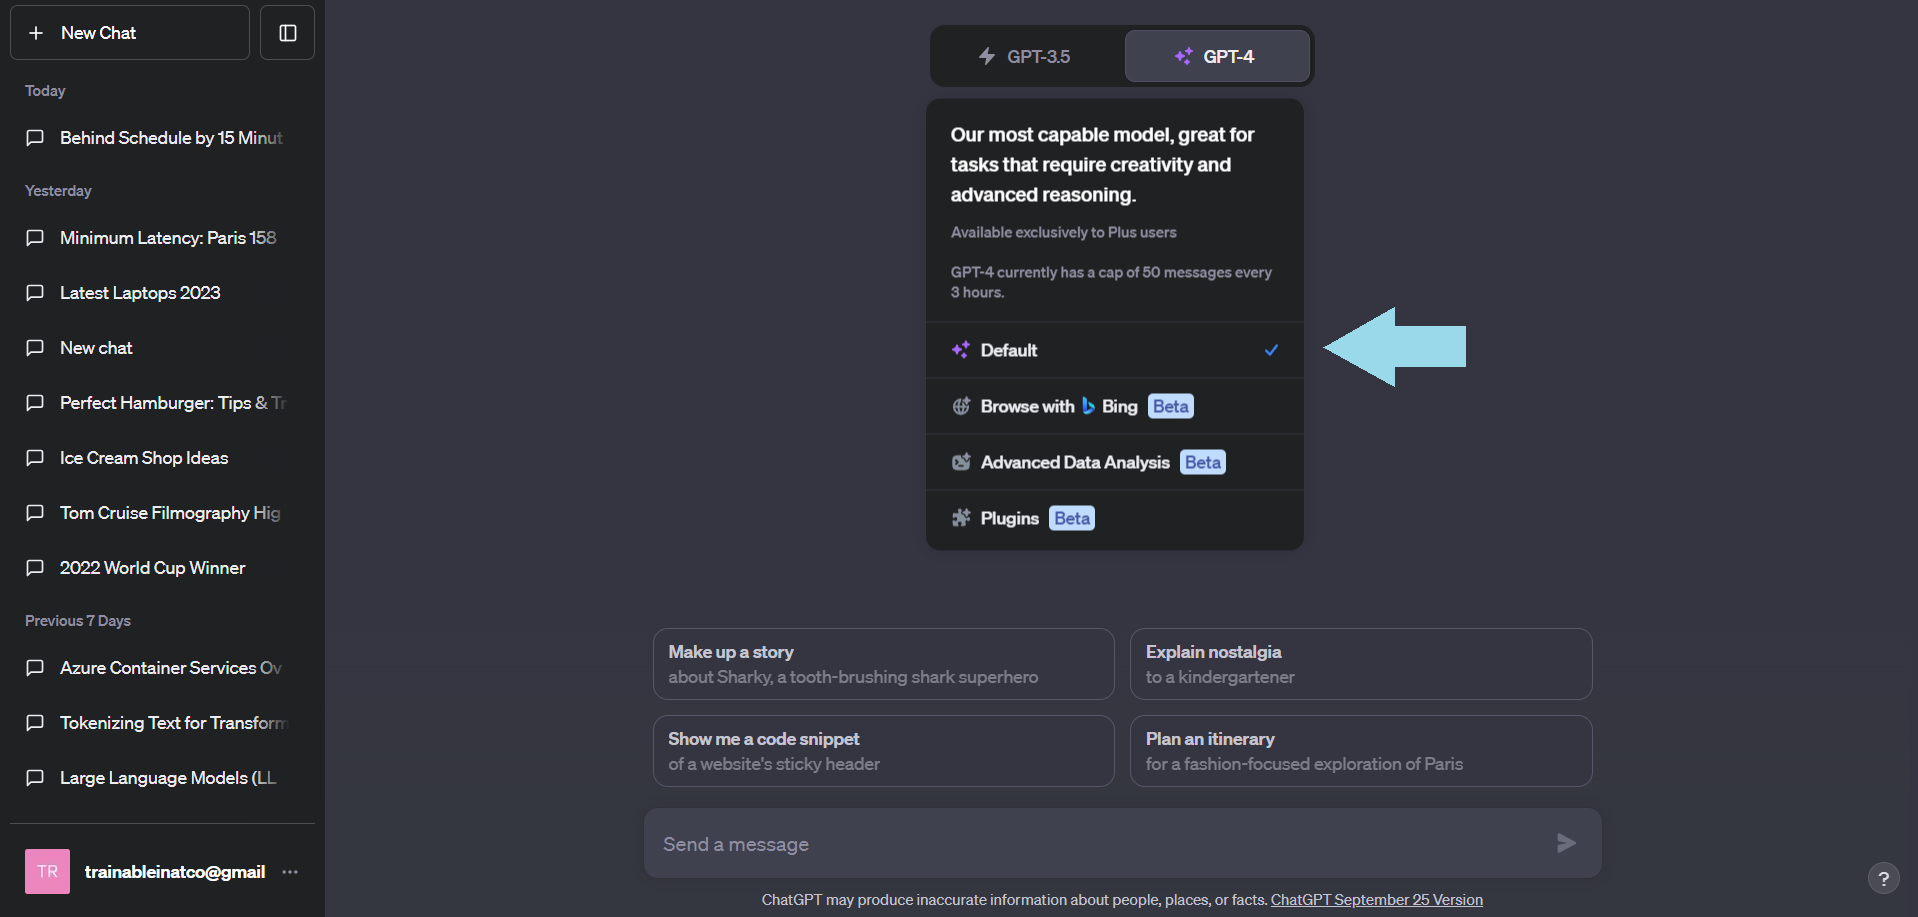 New Chat
Today
Behind Schedule by 15 Minut
Yesterday
Minimum Latency: Paris 158
Latest Laptops 2023
New chat
Perfect Hamburger: Tips & Tr
Ice Cream Shop Ideas
Tom Cruise Filmography Hig
2022 World Cup Winner
Previous 7 Days
Azure Container Services Ov
Tokenizing Text for Transform
Large Language Models (LL
TR trainableinatco@gmail ...
GPT-3.5 GPT-4
Our most capable model, great for
tasks that require creativity and
advanced reasoning.
Available exclusively to Plus users
GPT-4 currently has a cap of 50 messages every
3 hours.
Default
Browse with Bing Beta
Advanced Data Analysis Beta
Plugins Beta
Make up a story
about Sharky, a tooth-brushing shark superhero
Explain nostalgia
to a kindergartener
Show me a code snippet
of a website's sticky header
Plan an itinerary
for a fashion-focused exploration of Paris
Send a message
ChatGPT may produce inaccurate information about people, places, or facts. ChatGPT September 25 Version
?